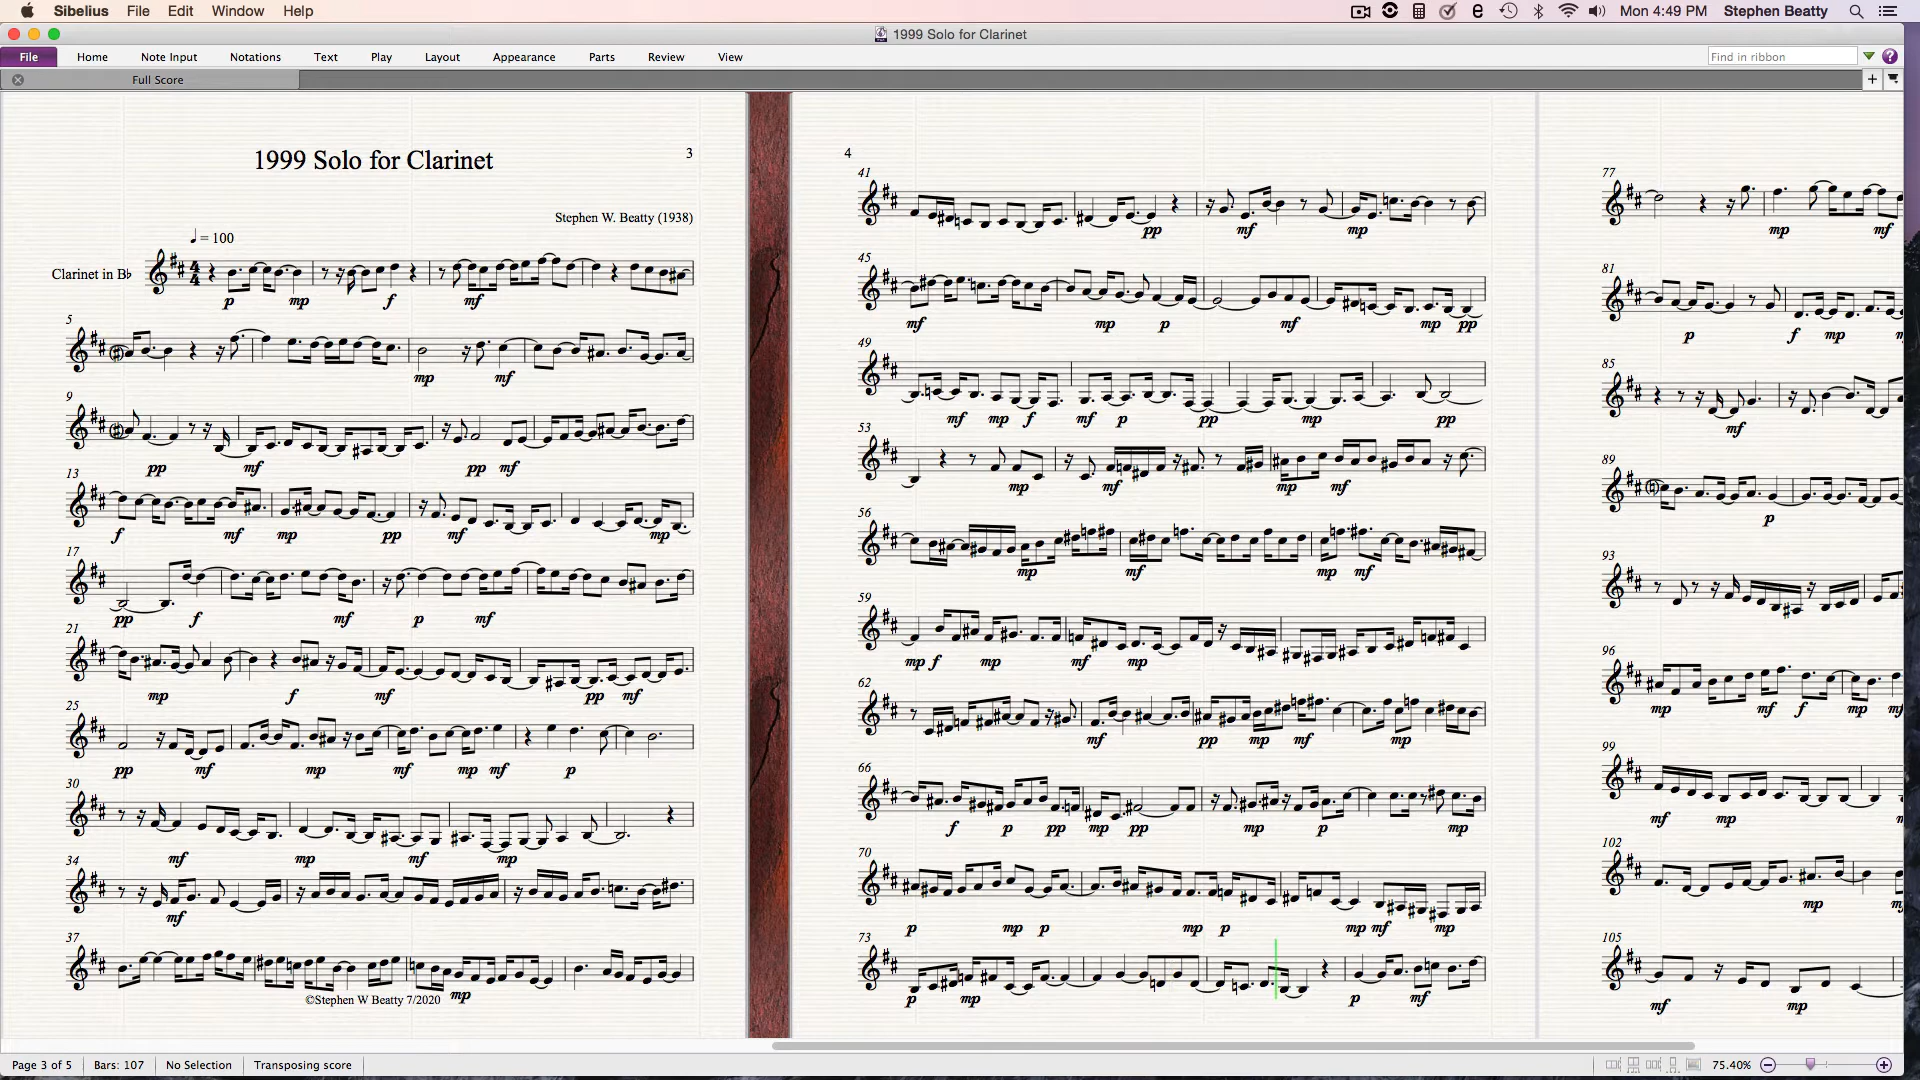 Sibelius File Edit Window Help
Mon 4:49 PM Stephen Beatty
1999 Solo for Clarinet
File Home Note Input Notations Text Play Layout Appearance Parts Review View
Find in ribbon
Full Score
1999 Solo for Clarinet
3
Stephen W. Beatty (1938)
= 100
Clarinet in B♭
p mp f mf
5
mp mf
9
pp mf pp mf
13
f mf mp pp mf mp
17
pp f mf p mf
21
mp f mf pp mf
25
pp mf mp mf mp mf p
30
mf mp mf mp
34
mf
37
mp
©Stephen W Beatty 7/2020
4
41
pp mf mp
45
mf mp p mf mp pp
49
mf mp f mf p pp mp pp
53
mp mf mp mf
56
mp mf mp mf
59
mp f mp mf mp
62
mf pp mp mf mp
66
f p pp mp pp mp p mp
70
p mp p mp p mp mf mp
73
p mp p mf
77
mp mf
81
p f mp
85
mf
89
p
93
96
mp mf f mp
99
mf mp
102
mp
105
mf mp
Page 3 of 5 Bars: 107 No Selection Transposing score
75.40%